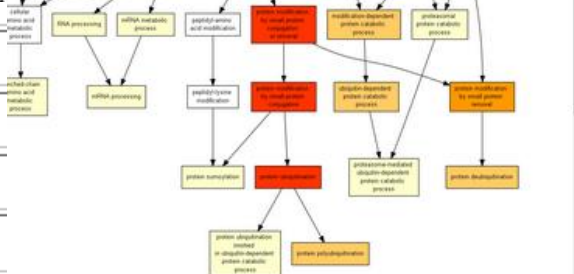 cellular
amino acid
metabolic
process
RNA processing
mRNA metabolic
process
peptidyl-amino
acid modification
protein modification
by small protein
conjugation
or removal
modification-dependent
protein catabolic
process
proteasomal
protein catabolic
process
amino acid
metabolic
process
mRNA processing
peptidyl-lysine
modification
protein modification
by small protein
conjugation
ubiquitin-dependent
protein catabolic
process
protein modification
by small protein
removal
protein sumoylation
protein ubiquitination
proteasome-mediated
ubiquitin-dependent
protein catabolic
process
protein deubiquitination
protein ubiquitination
involved
in ubiquitin-dependent
protein catabolic
process
protein polyubiquitination